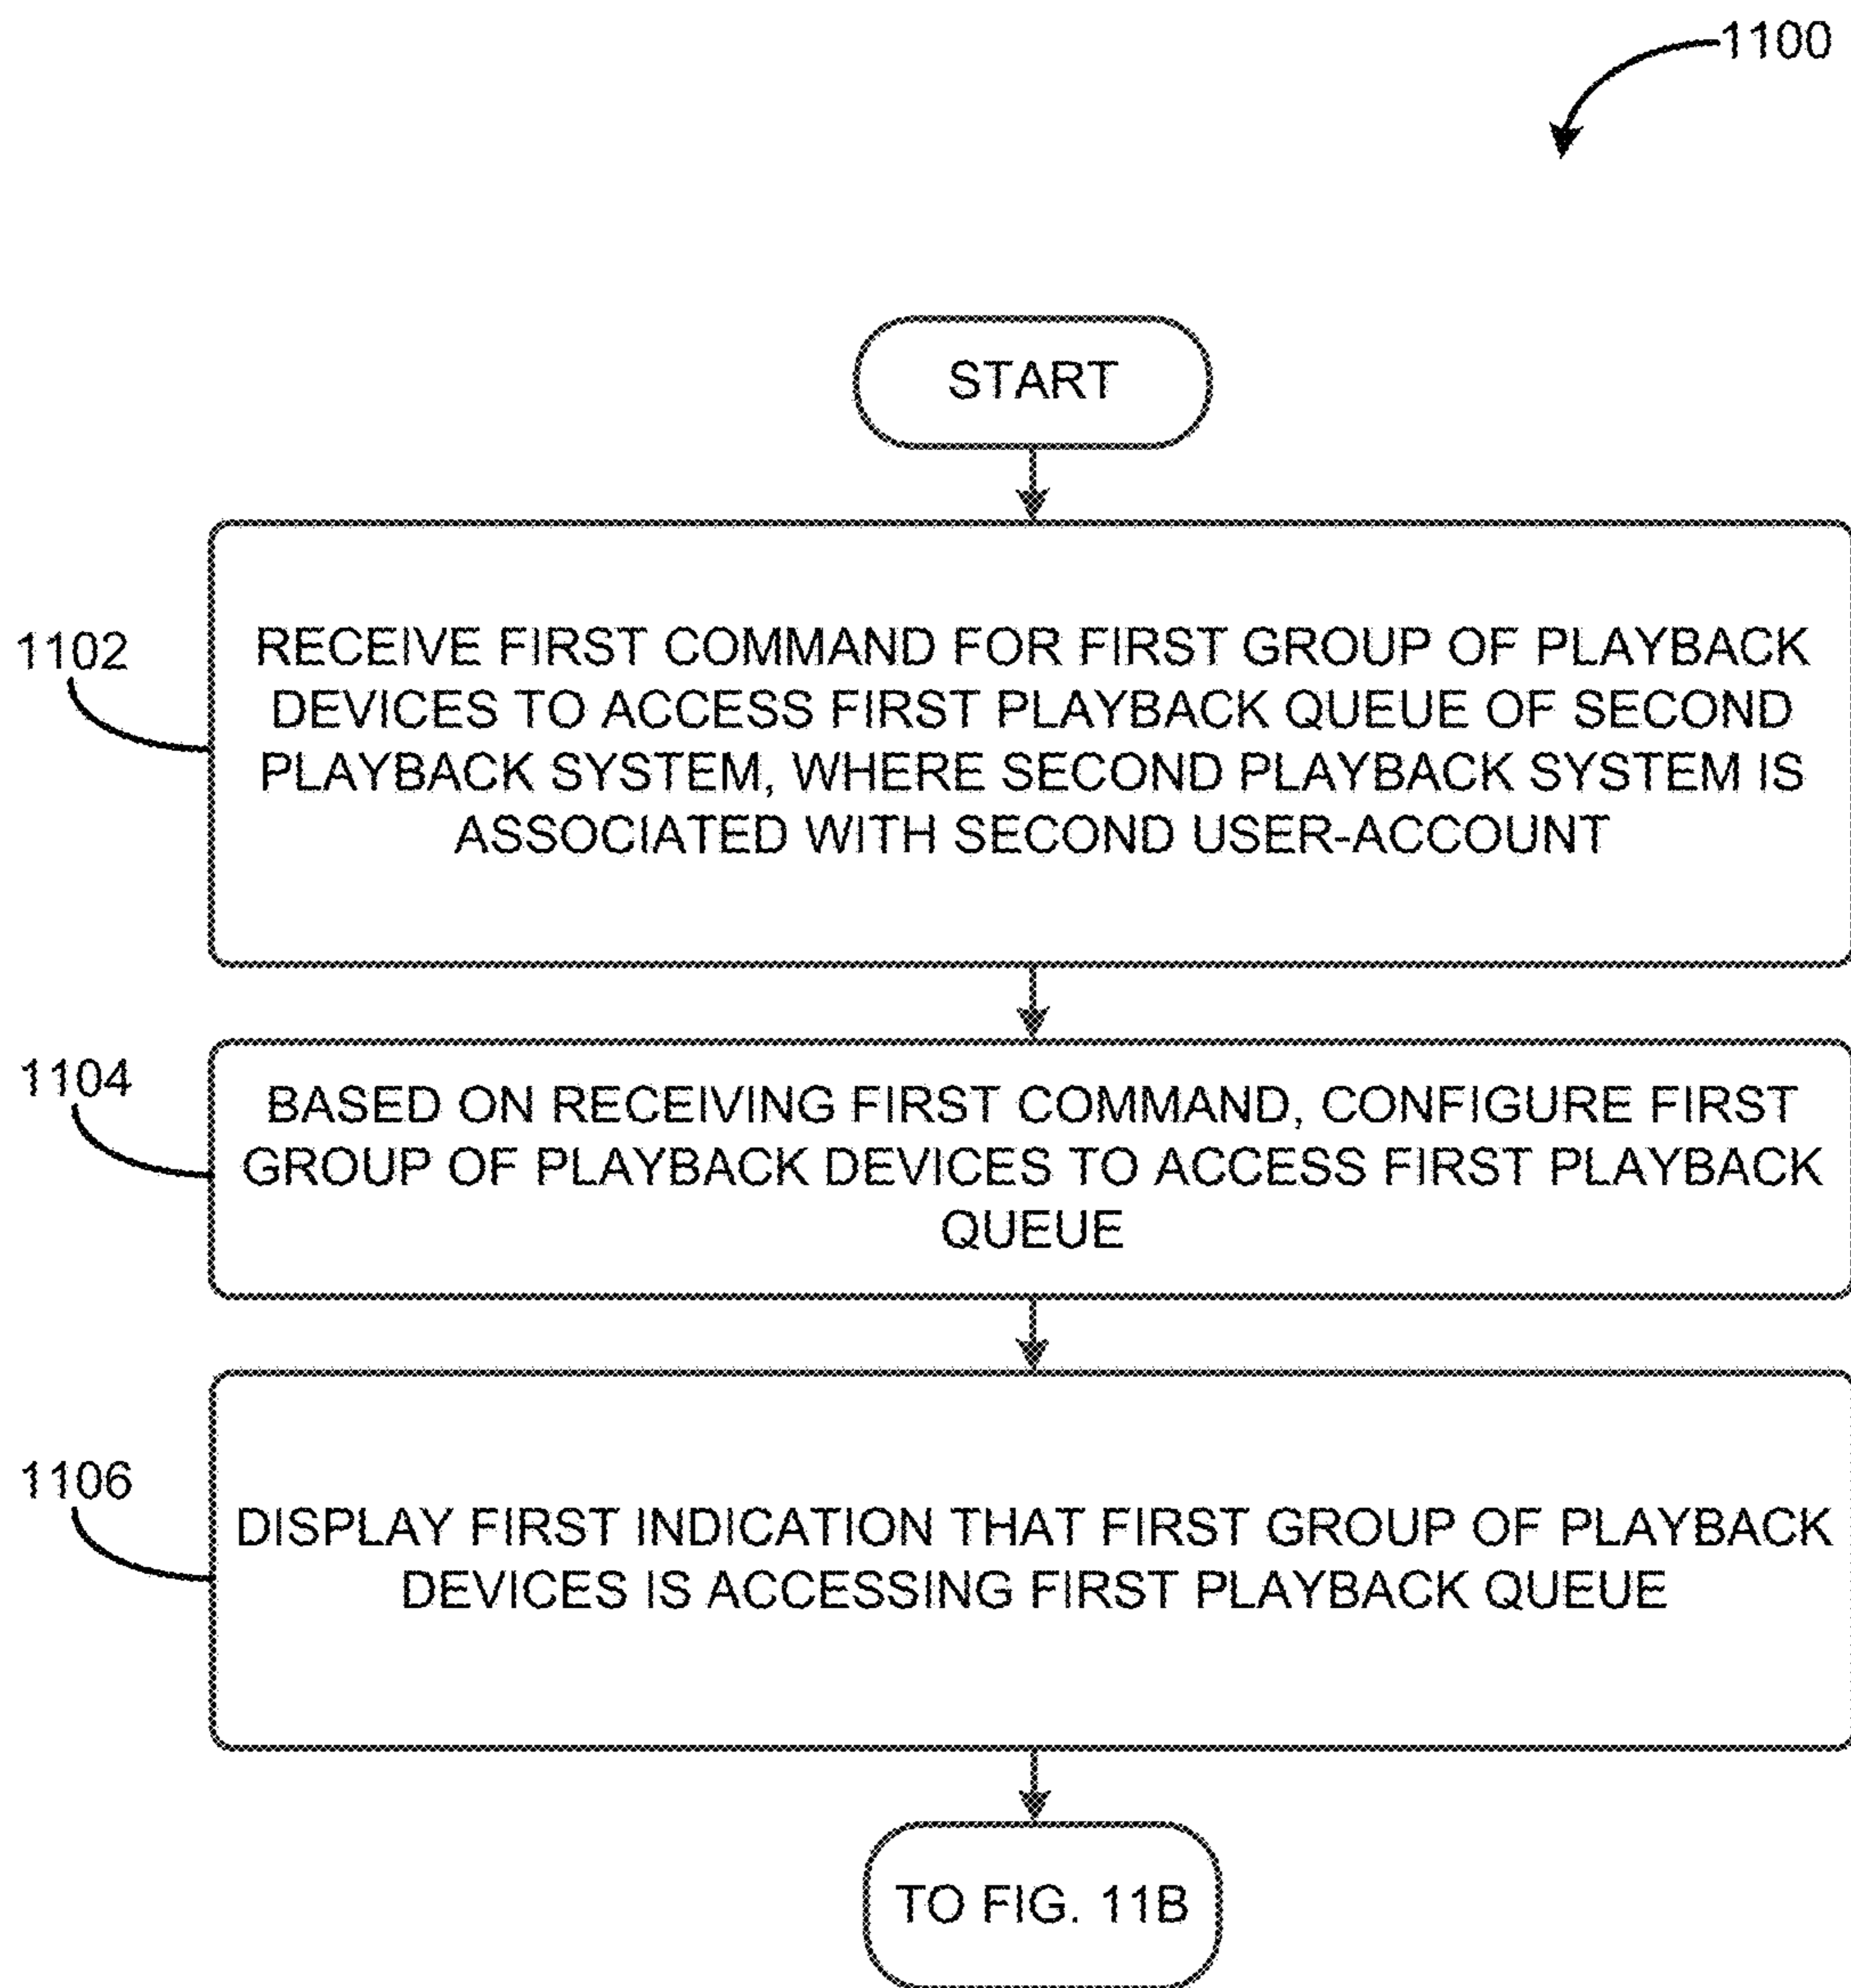 1100
START
1102
RECEIVE FIRST COMMAND FOR FIRST GROUP OF PLAYBACK
DEVICES TO ACCESS FIRST PLAYBACK QUEUE OF SECOND
PLAYBACK SYSTEM, WHERE SECOND PLAYBACK SYSTEM IS
ASSOCIATED WITH SECOND USER-ACCOUNT
1104
BASED ON RECEIVING FIRST COMMAND, CONFIGURE FIRST
GROUP OF PLAYBACK DEVICES TO ACCESS FIRST PLAYBACK
QUEUE
1106
DISPLAY FIRST INDICATION THAT FIRST GROUP OF PLAYBACK
DEVICES IS ACCESSING FIRST PLAYBACK QUEUE
TO FIG. 11B